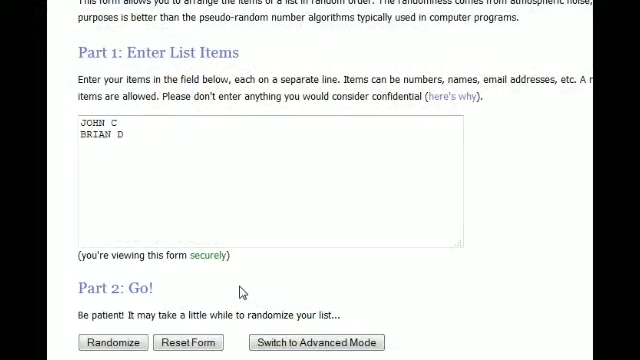 This form allows you to arrange the items of a list in random order. The randomness comes from atmospheric noise,
purposes is better than the pseudo-random number algorithms typically used in computer programs.
Part 1: Enter List Items
Enter your items in the field below, each on a separate line. Items can be numbers, names, email addresses, etc. A
items are allowed. Please don't enter anything you would consider confidential (here's why).
JOHN C
BRIAN D
(you're viewing this form securely)
Part 2: Go!
Be patient! It may take a little while to randomize your list...
Randomize Reset Form Switch to Advanced Mode